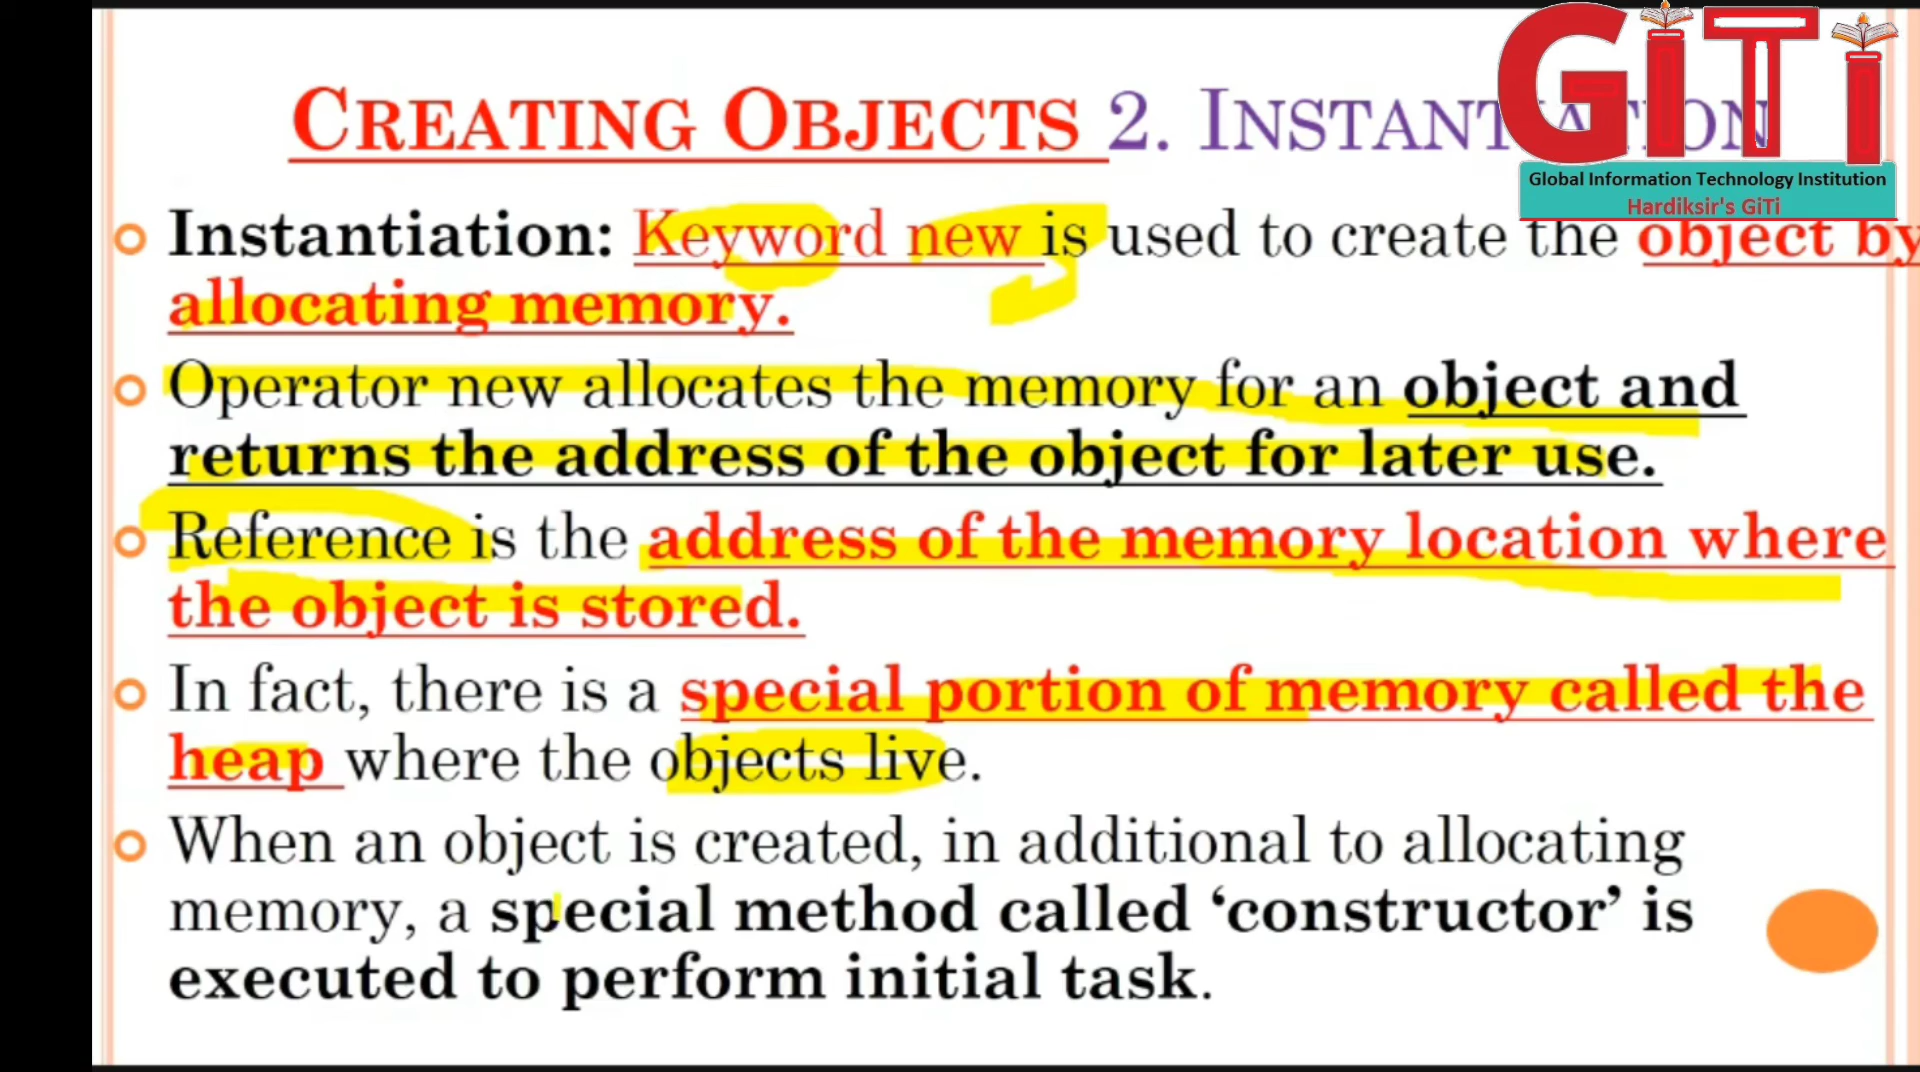 CREATING OBJECTS 2. INSTANTIATION
GiTi
Global Information Technology Institution
Hardiksir's GiTi
Instantiation: Keyword new is used to create the object by
allocating memory.
Operator new allocates the memory for an object and
returns the address of the object for later use.
Reference is the address of the memory location where
the object is stored.
In fact, there is a special portion of memory called the
heap where the objects live.
When an object is created, in additional to allocating
memory, a special method called ‘constructor’ is
executed to perform initial task.